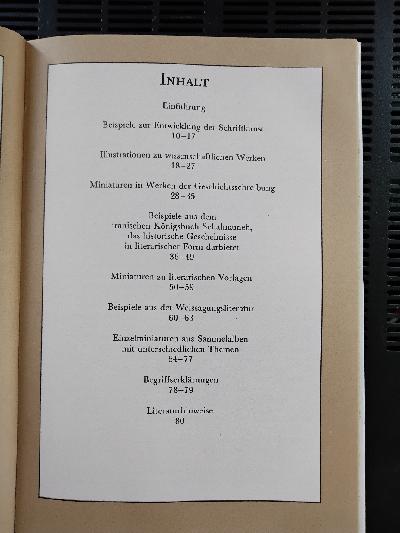 INHALT
Einführung
Beispiele zur Entwicklung der Schriftkunst
10–17
Illustrationen zu wissenschaftlichen Werken
18–27
Miniaturen in Werken der Geschichtsschreibung
28–35
Beispiele aus dem
iranischen Königsbuch Schahnameh,
das historische Geschehnisse
in literarischer Form darbietet
36–49
Miniaturen zu literarischen Vorlagen
50–59
Beispiele aus der Weissagungsliteratur
60–63
Einzelminiaturen aus Sammelalben
mit unterschiedlichen Themen
64–77
Begriffserklärungen
78–79
Literaturhinweise
80